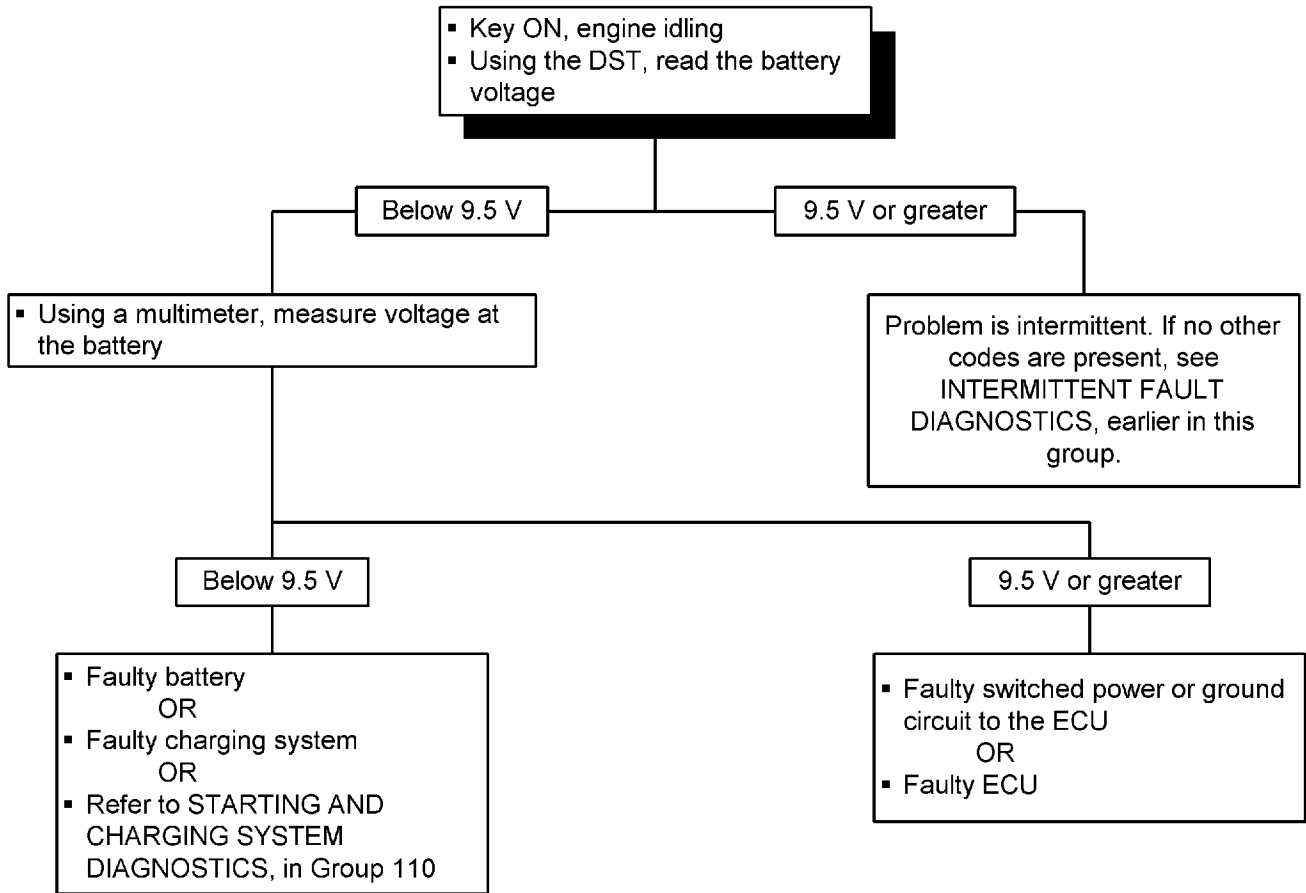 ▪ Key ON, engine idling
▪ Using the DST, read the battery
voltage
Below 9.5 V
9.5 V or greater
▪ Using a multimeter, measure voltage at
the battery
Problem is intermittent. If no other
codes are present, see
INTERMITTENT FAULT
DIAGNOSTICS, earlier in this
group.
Below 9.5 V
9.5 V or greater
▪ Faulty battery
OR
▪ Faulty charging system
OR
▪ Refer to STARTING AND
CHARGING SYSTEM
DIAGNOSTICS, in Group 110
▪ Faulty switched power or ground
circuit to the ECU
OR
▪ Faulty ECU